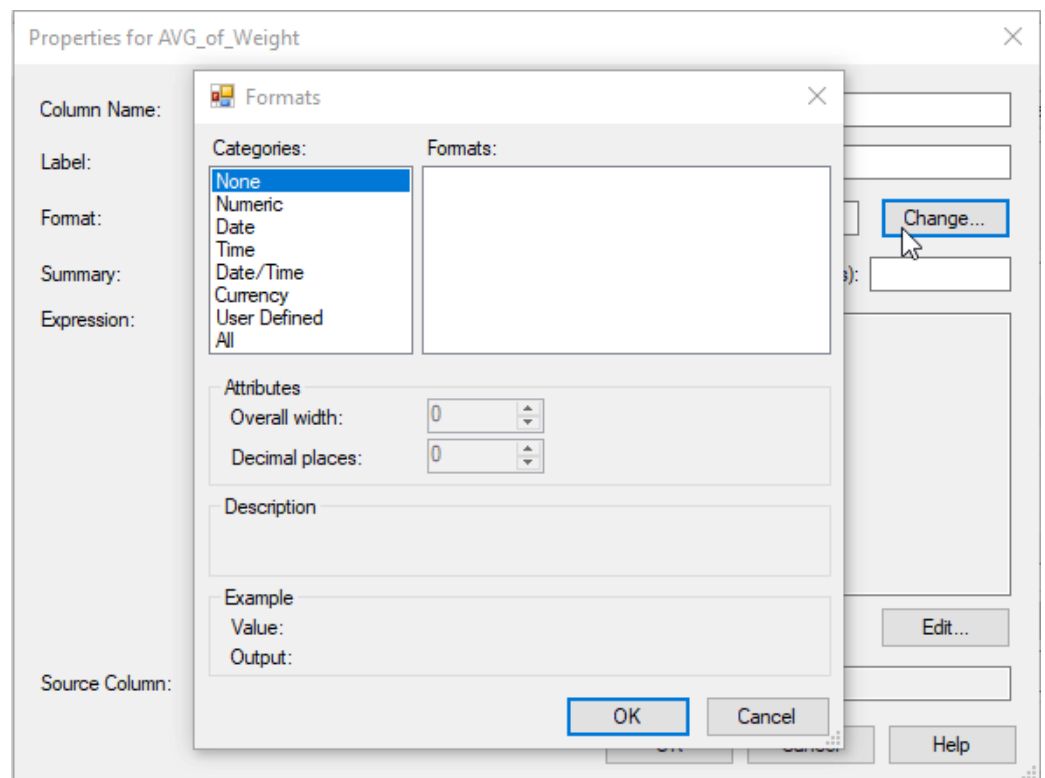 Properties for AVG_of_Weight
Formats
Column Name:
Label:
Format:
Change...
Summary:
s):
Expression:
Categories:
Formats:
None
Numeric
Date
Time
Date/Time
Currency
User Defined
All
Attributes
Overall width:
0
Decimal places:
0
Description
Example
Value:
Output:
Edit...
Source Column:
OK
Cancel
OK
Cancel
Help